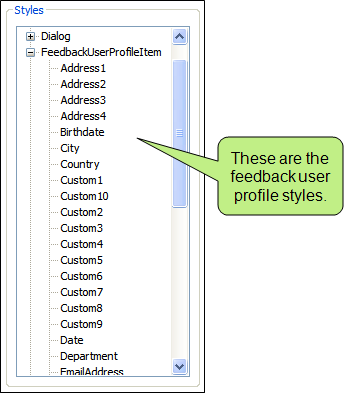 Styles
Dialog
FeedbackUserProfileItem
Address1
Address2
Address3
Address4
Birthdate
City
Country
Custom1
Custom10
Custom2
Custom3
Custom4
Custom5
Custom6
Custom7
Custom8
Custom9
Date
Department
EmailAddress
These are the
feedback user
profile styles.